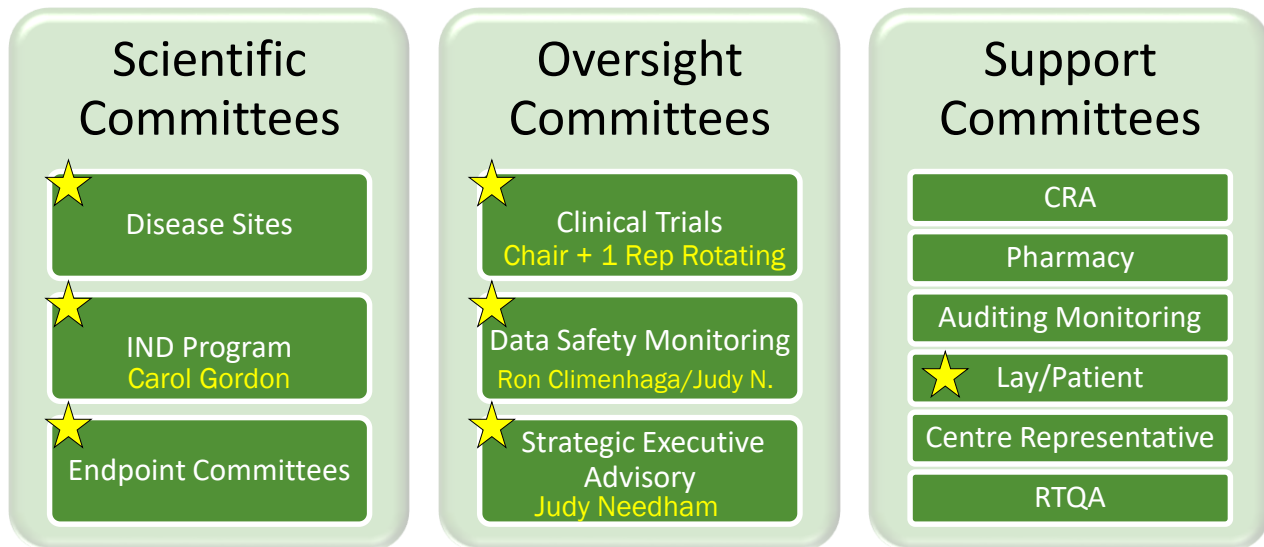 Scientific
Committees
Disease Sites
IND Program
Carol Gordon
Endpoint Committees
Oversight
Committees
Clinical Trials
Chair + 1 Rep Rotating
Data Safety Monitoring
Ron Climenhaga/Judy N.
Strategic Executive
Advisory
Judy Needham
Support
Committees
CRA
Pharmacy
Auditing Monitoring
Lay/Patient
Centre Representative
RTQA